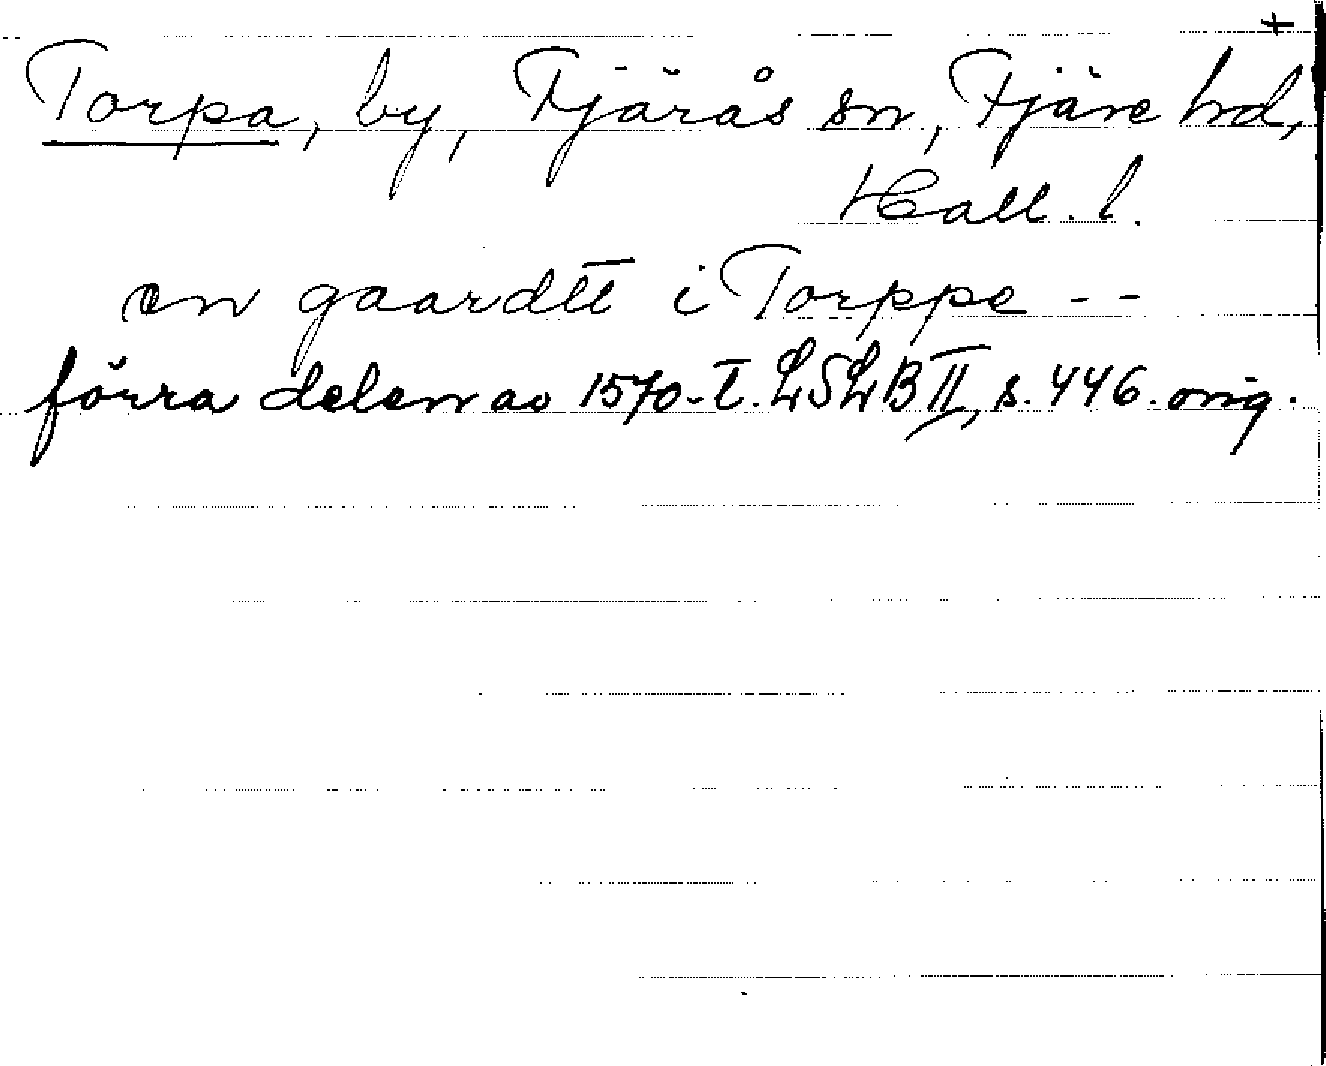 +
Torpa, by, Fjärås sn, Fjäre hd,
Hall. l.
en gaardtt i Torppe - -
förra delen av 1570-t. LSLB II, s. 446. orig.